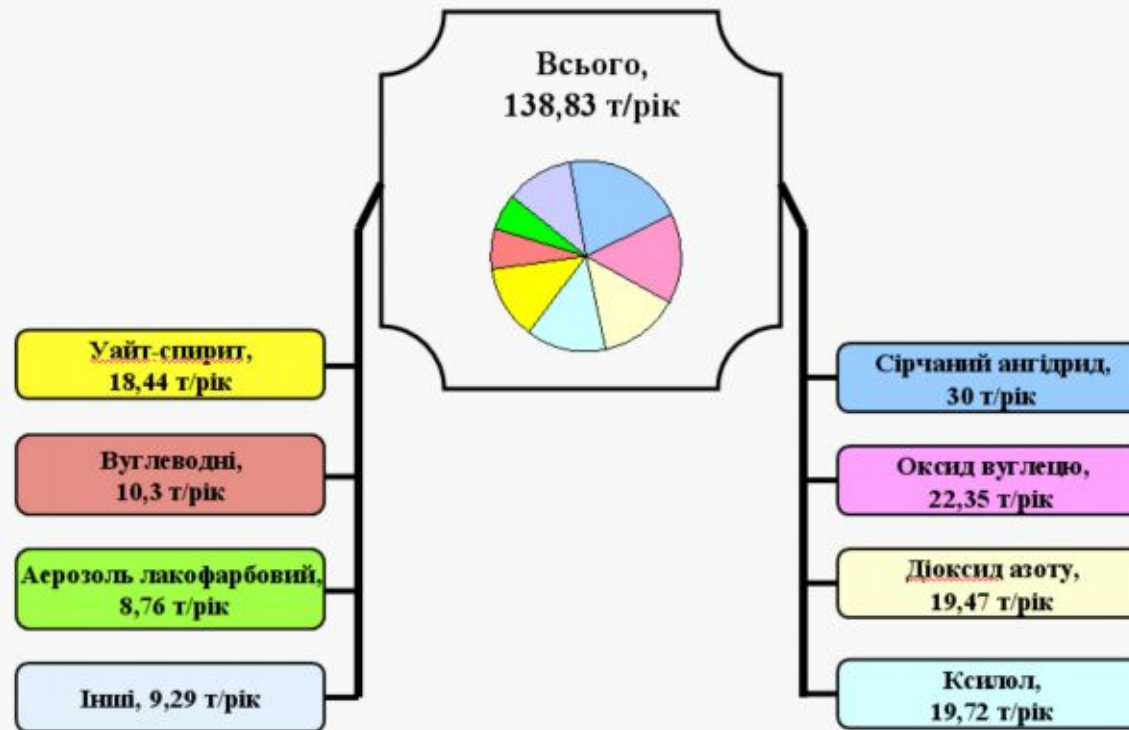 Всього,
138,83 т/рік
Уайт-спирит,
18,44 т/рік
Вуглеводні,
10,3 т/рік
Аерозоль лакофарбовий,
8,76 т/рік
Інші, 9,29 т/рік
Сірчаний ангідрид,
30 т/рік
Оксид вуглецю,
22,35 т/рік
Діоксид азоту,
19,47 т/рік
Ксилол,
19,72 т/рік